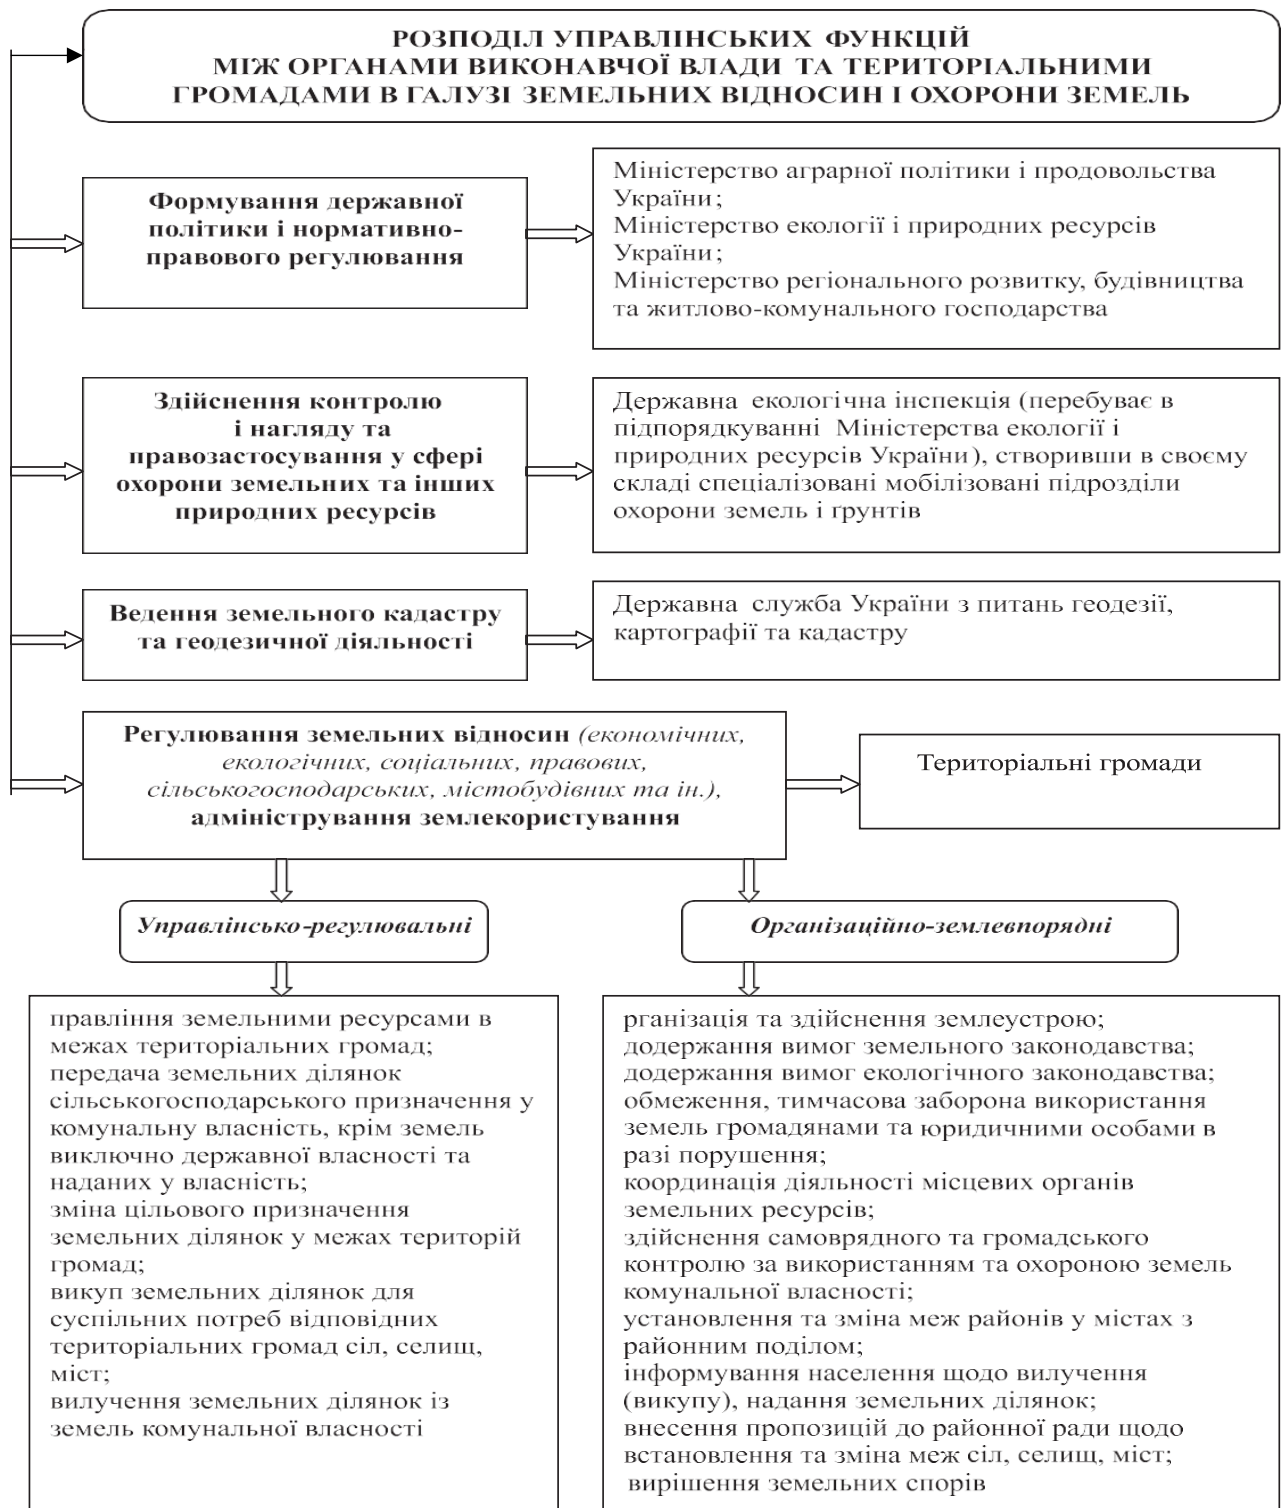 РОЗПОДІЛ УПРАВЛІНСЬКИХ ФУНКЦІЙ
МІЖ ОРГАНАМИ ВИКОНАВЧОЇ ВЛАДИ ТА ТЕРИТОРІАЛЬНИМИ
ГРОМАДАМИ В ГАЛУЗІ ЗЕМЕЛЬНИХ ВІДНОСИН І ОХОРОНИ ЗЕМЕЛЬ
Формування державної
політики і нормативно-
правового регулювання
Міністерство аграрної політики і продовольства
України;
Міністерство екології і природних ресурсів
України;
Міністерство регіонального розвитку, будівництва
та житлово-комунального господарства
Здійснення контролю
і нагляду та
правозастосування у сфері
охорони земельних та інших
природних ресурсів
Державна екологічна інспекція (перебуває в
підпорядкуванні Міністерства екології і
природних ресурсів України), створивши в своєму
складі спеціалізовані мобілізовані підрозділи
охорони земель і ґрунтів
Ведення земельного кадастру
та геодезичної діяльності
Державна служба України з питань геодезії,
картографії та кадастру
Регулювання земельних відносин (економічних,
екологічних, соціальних, правових,
сільськогосподарських, містобудівних та ін.),
адміністрування землекористування
Територіальні громади
Управлінсько-регулювальні
правління земельними ресурсами в
межах територіальних громад;
передача земельних ділянок
сільськогосподарського призначення у
комунальну власність, крім земель
виключно державної власності та
наданих у власність;
зміна цільового призначення
земельних ділянок у межах територій
громад;
викуп земельних ділянок для
суспільних потреб відповідних
територіальних громад сіл, селищ,
міст;
вилучення земельних ділянок із
земель комунальної власності
Організаційно-землевпорядні
рганізація та здійснення землеустрою;
додержання вимог земельного законодавства;
додержання вимог екологічного законодавства;
обмеження, тимчасова заборона використання
земель громадянами та юридичними особами в
разі порушення;
координація діяльності місцевих органів
земельних ресурсів;
здійснення самоврядного та громадського
контролю за використанням та охороною земель
комунальної власності;
установлення та зміна меж районів у містах з
районним поділом;
інформування населення щодо вилучення
(викупу), надання земельних ділянок;
внесення пропозицій до районної ради щодо
встановлення та зміна меж сіл, селищ, міст;
вирішення земельних спорів